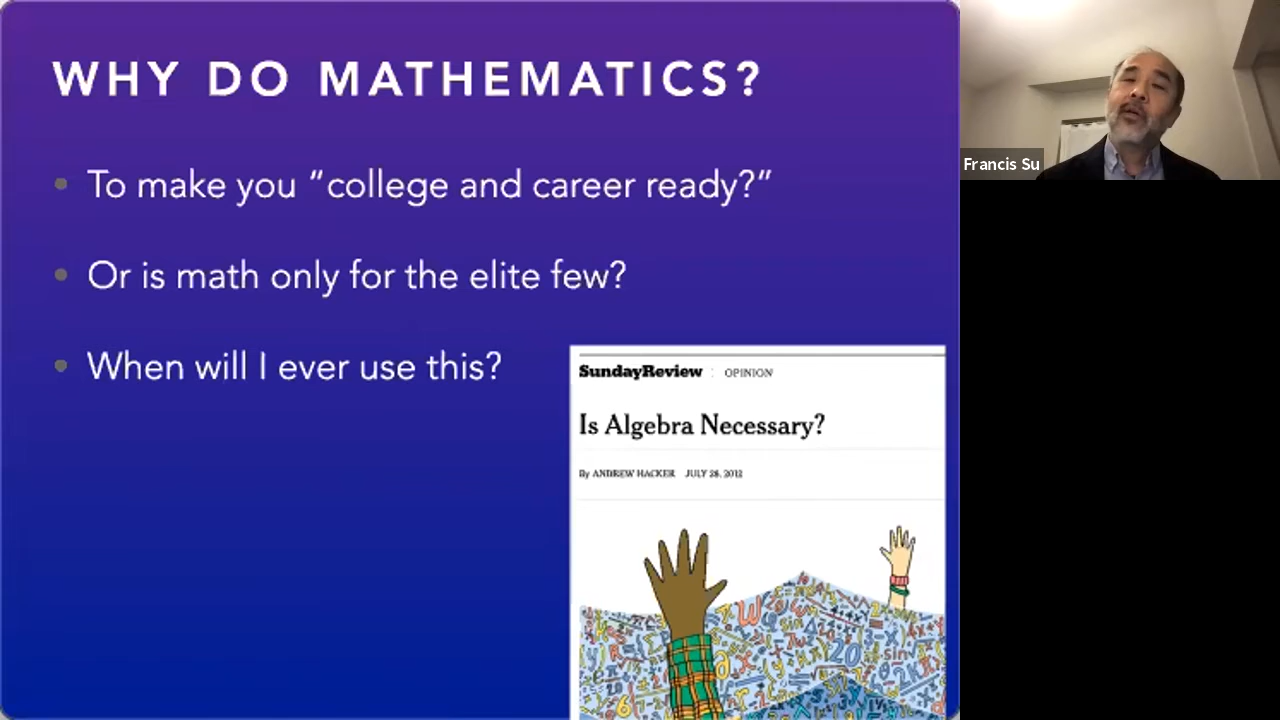 WHY DO MATHEMATICS?
• To make you “college and career ready?”
• Or is math only for the elite few?
• When will I ever use this?
SundayReview | OPINION
Is Algebra Necessary?
By ANDREW HACKER JULY 28, 2012
Francis Su